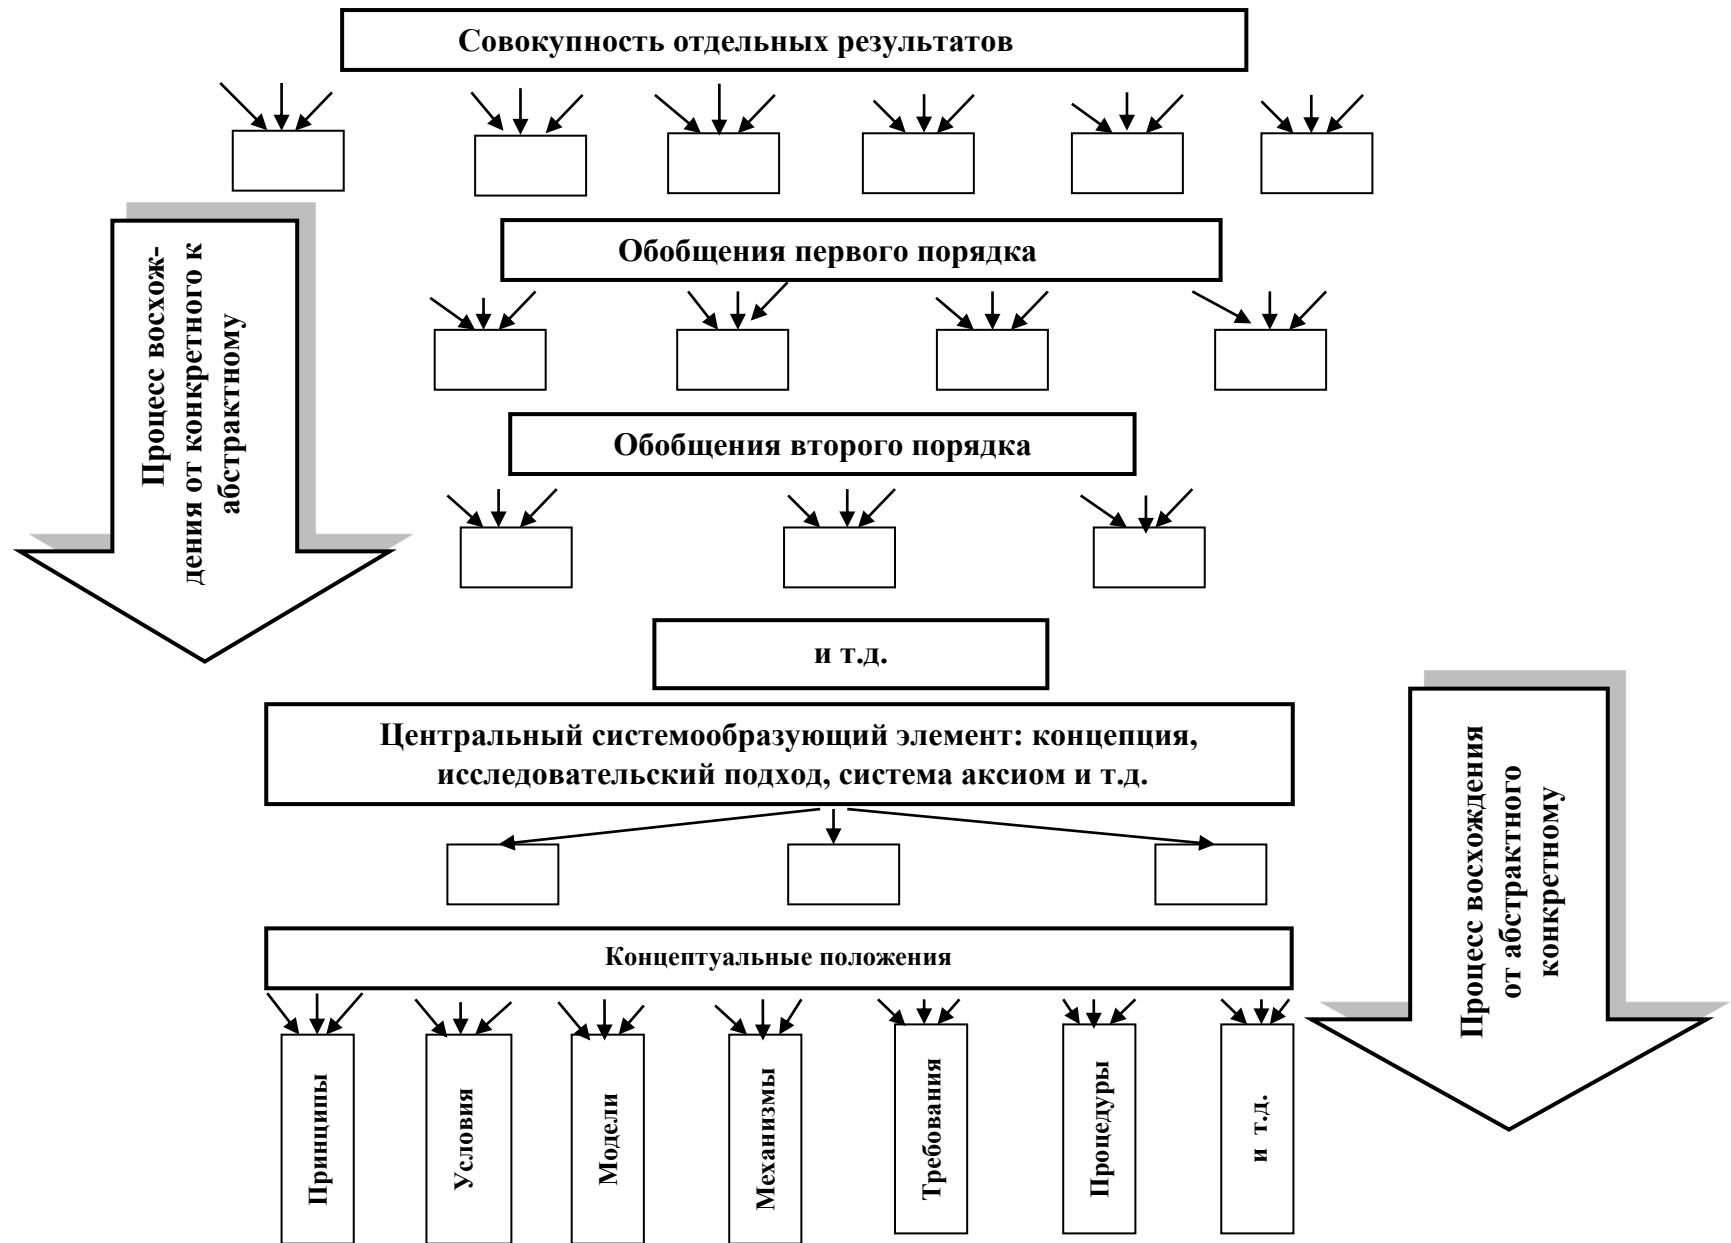 Совокупность отдельных результатов
Процесс восхож-
дения от конкретного к
абстрактному
Обобщения первого порядка
Обобщения второго порядка
и т.д.
Центральный системообразующий элемент: концепция,
исследовательский подход, система аксиом и т.д.
Процесс восхождения
от абстрактного
конкретному
Концептуальные положения
Принципы
Условия
Модели
Механизмы
Требования
Процедуры
и т.д.